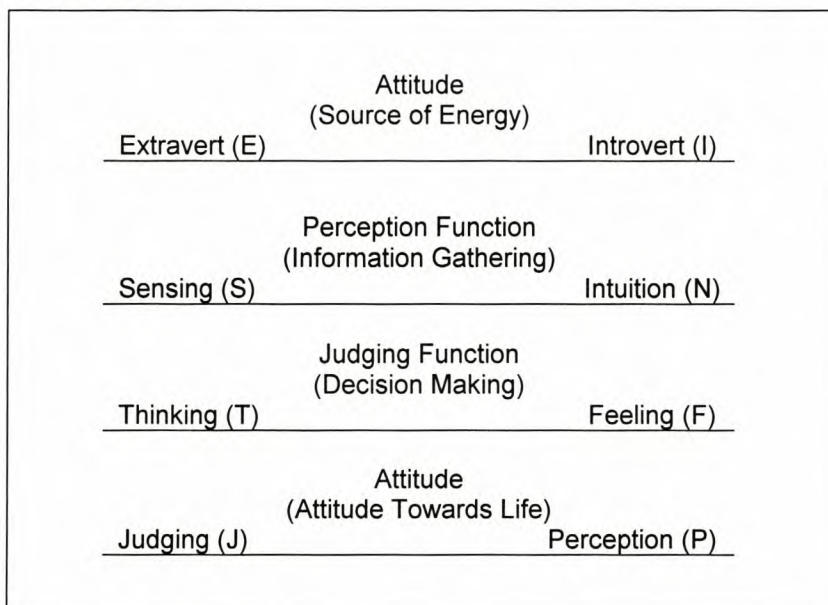 Attitude
(Source of Energy)
Extravert (E) Introvert (I)
Perception Function
(Information Gathering)
Sensing (S) Intuition (N)
Judging Function
(Decision Making)
Thinking (T) Feeling (F)
Attitude
(Attitude Towards Life)
Judging (J) Perception (P)